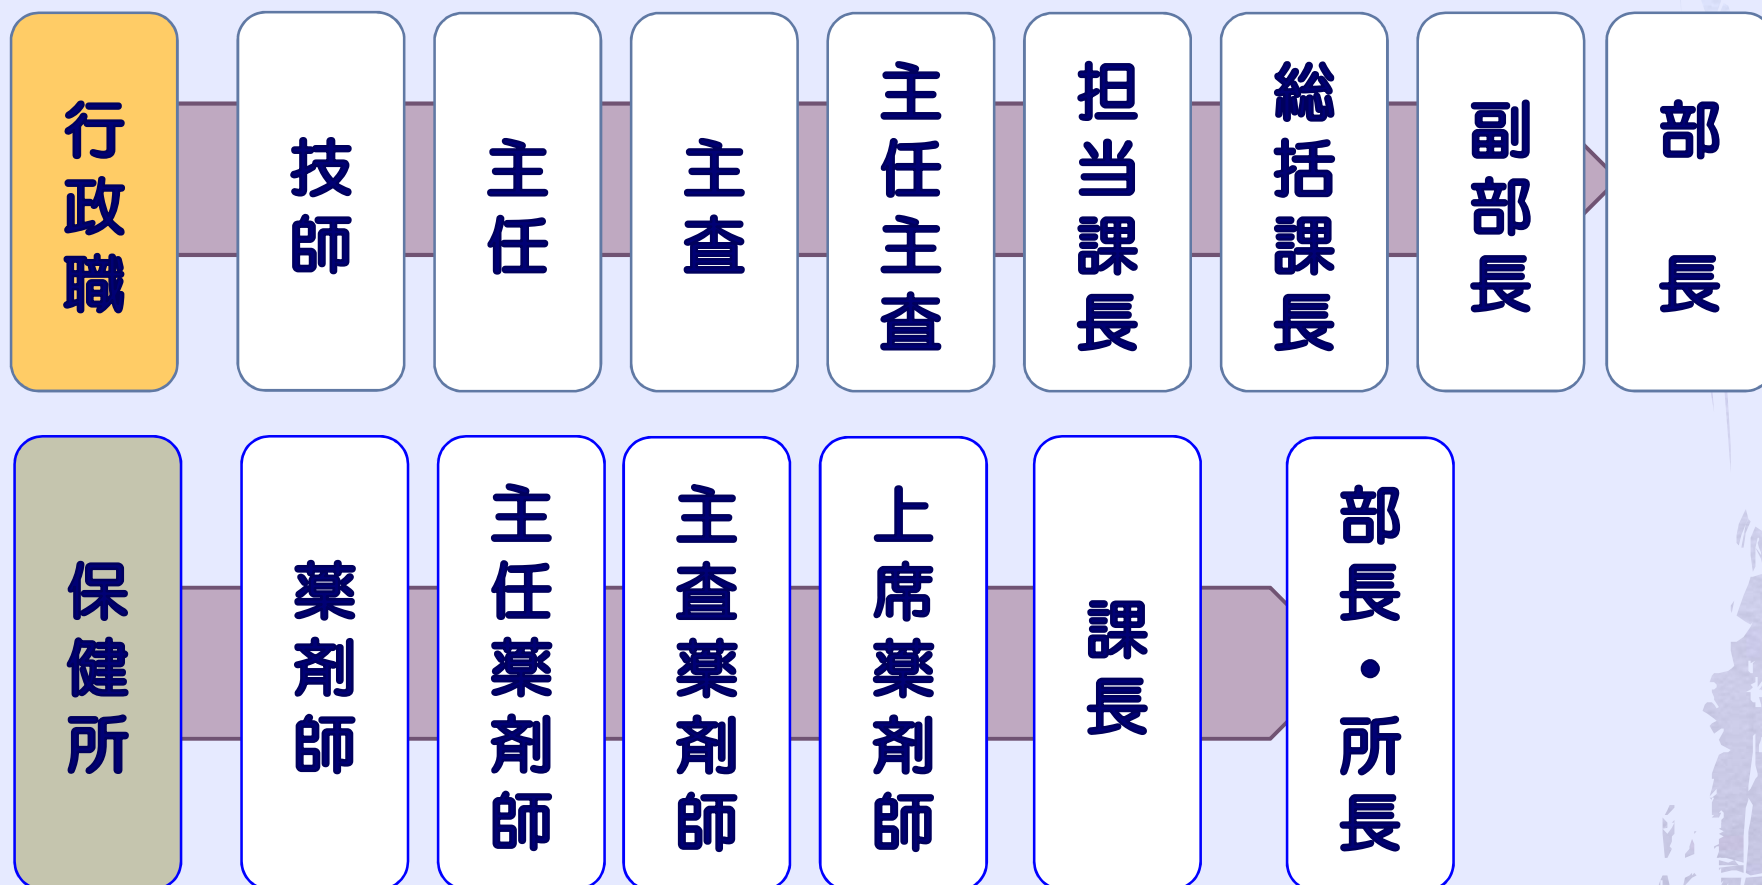 行政職
技師
主任
主査
主任主査
担当課長
総括課長
副部長
部長
保健所
薬剤師
主任薬剤師
主査薬剤師
上席薬剤師
課長
部長・所長